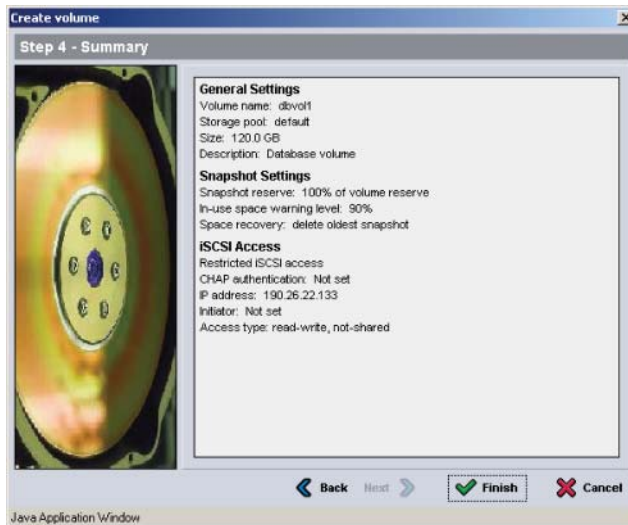 Create volume
Step 4 - Summary
General Settings
Volume name: dbvol1
Storage pool: default
Size: 120.0 GB
Description: Database volume
Snapshot Settings
Snapshot reserve: 100% of volume reserve
In-use space warning level: 90%
Space recovery: delete oldest snapshot
iSCSI Access
Restricted iSCSI access
CHAP authentication: Not set
IP address: 190.26.22.133
Initiator: Not set
Access type: read-write, not-shared
Back Next Finish Cancel
Java Application Window